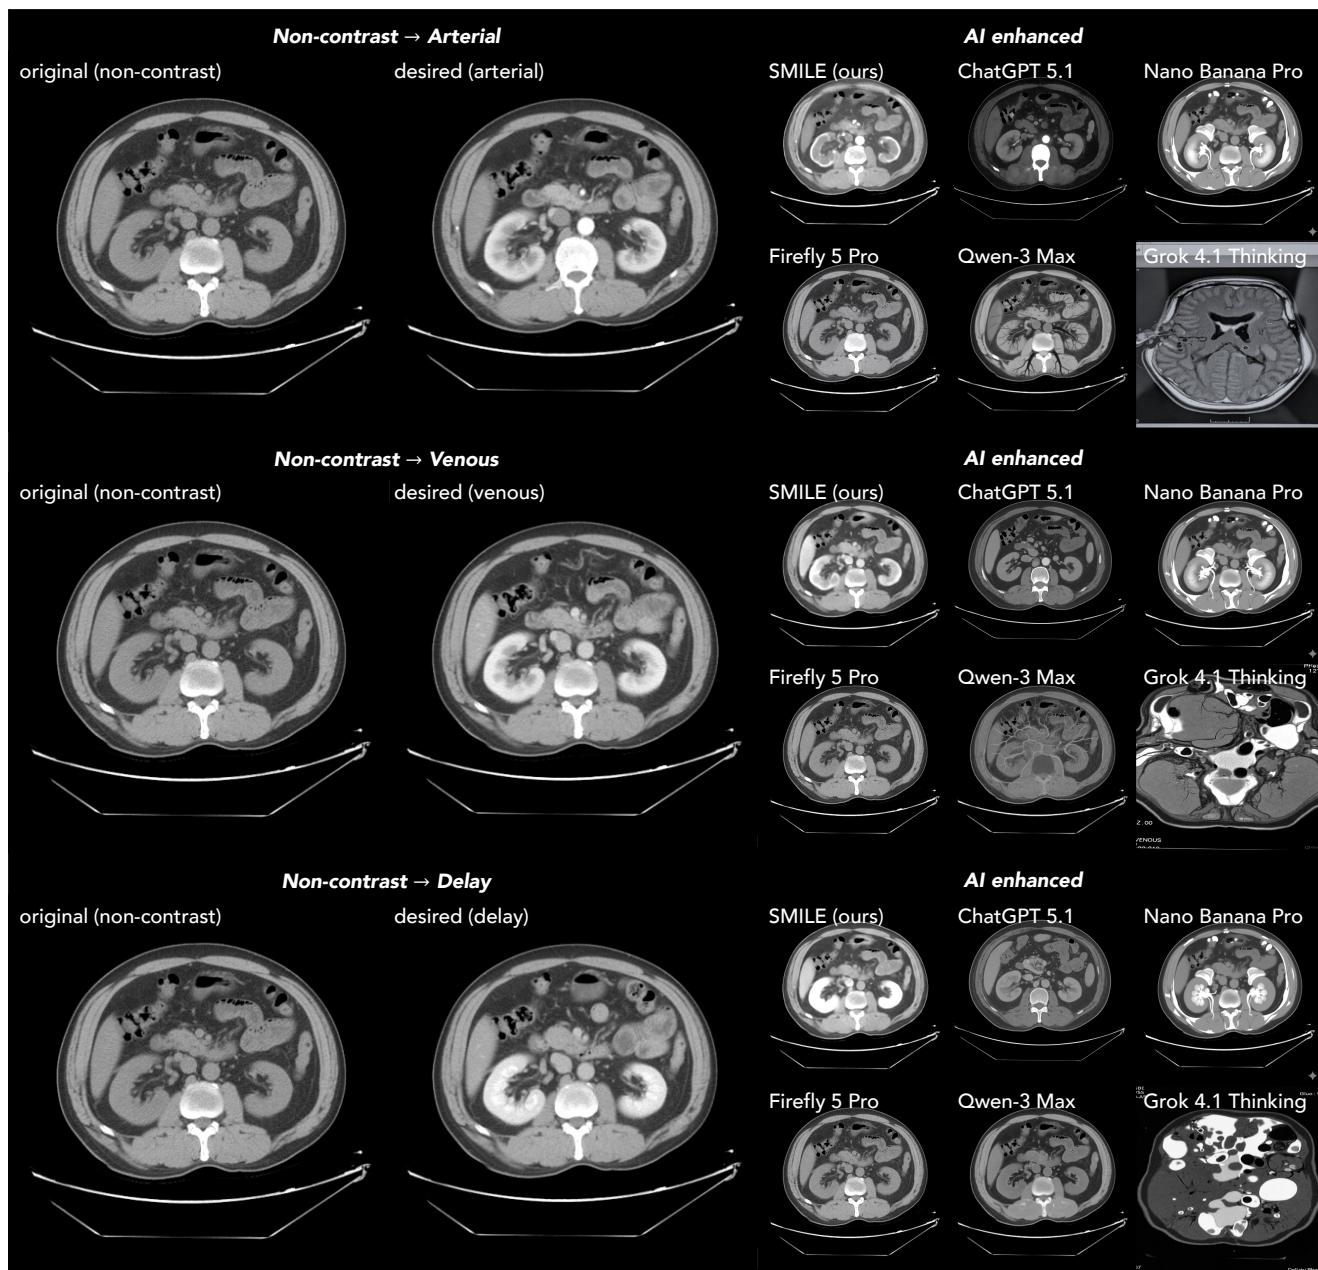 Non-contrast → Arterial
AI enhanced
original (non-contrast)
desired (arterial)
SMILE (ours)
ChatGPT 5.1
Nano Banana Pro
Firefly 5 Pro
Qwen-3 Max
Grok 4.1 Thinking
Non-contrast → Venous
AI enhanced
original (non-contrast)
desired (venous)
SMILE (ours)
ChatGPT 5.1
Nano Banana Pro
Firefly 5 Pro
Qwen-3 Max
Grok 4.1 Thinking
2.00
VENOUS
Non-contrast → Delay
AI enhanced
original (non-contrast)
desired (delay)
SMILE (ours)
ChatGPT 5.1
Nano Banana Pro
Firefly 5 Pro
Qwen-3 Max
Grok 4.1 Thinking